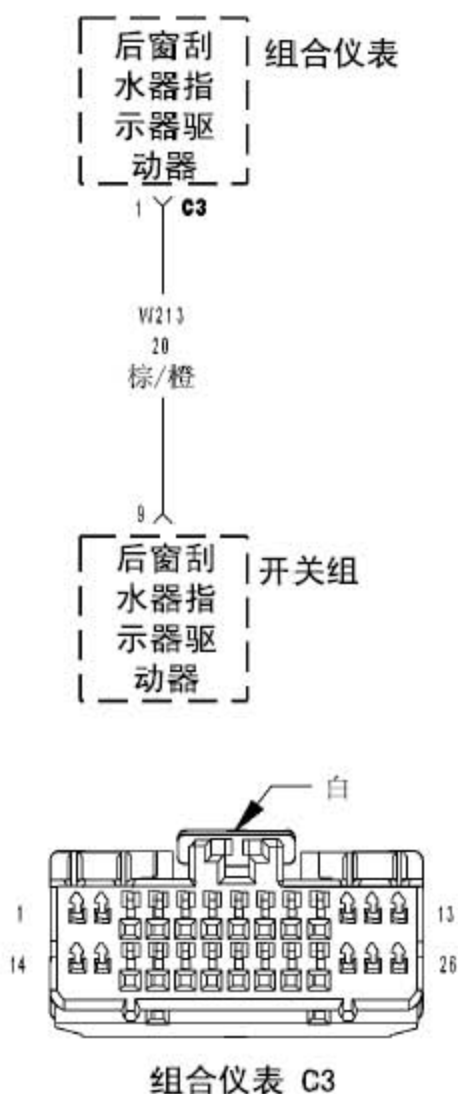 后窗刮
水器指
示器驱
动器
组合仪表
1 C3
W213
20
棕/橙
9
后窗刮
水器指
示器驱
动器
开关组
白
1 13
14 26
组合仪表 C3